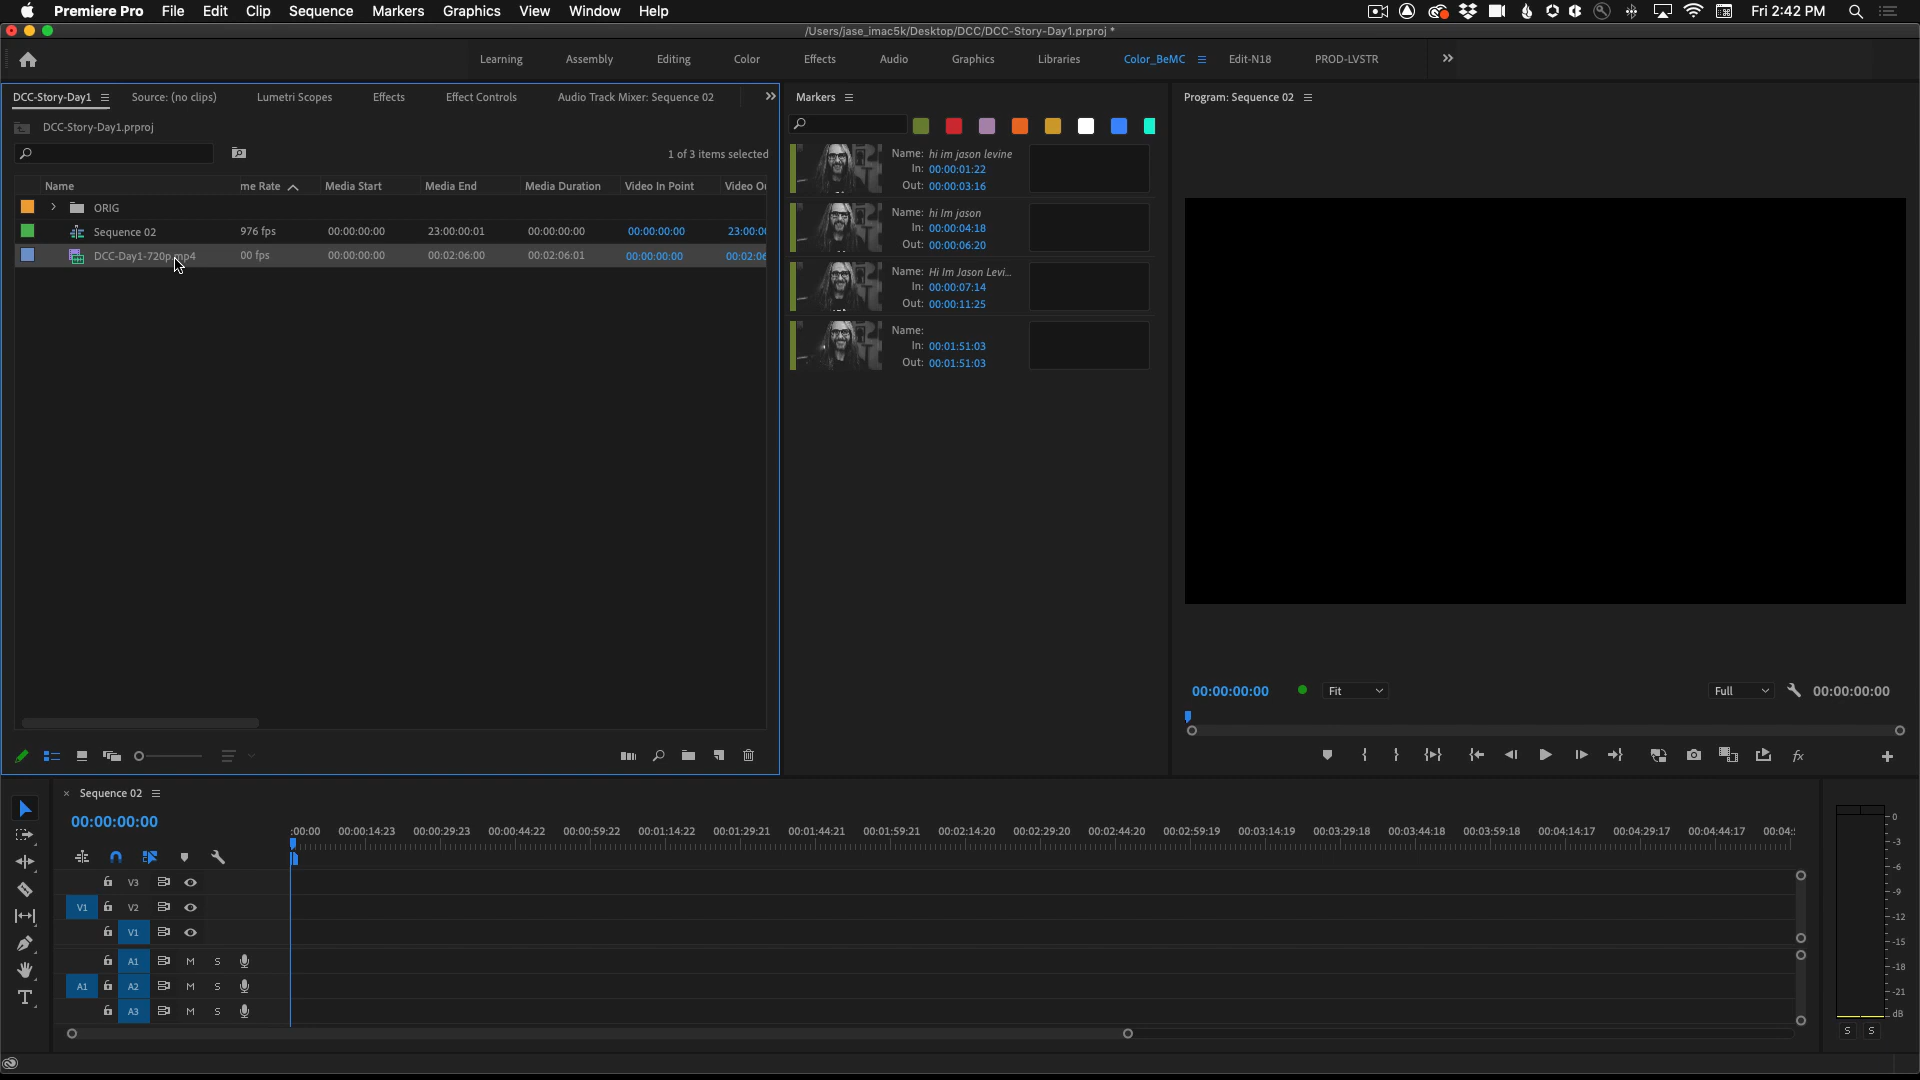 Premiere Pro File Edit Clip Sequence Markers Graphics View Window Help Fri 2:42 PM
/Users/jase_imac5k/Desktop/DCC/DCC-Story-Day1.prproj *
Learning Assembly Editing Color Effects Audio Graphics Libraries Color_BeMC Edit-N18 PROD-LVSTR
DCC-Story-Day1 Source: (no clips) Lumetri Scopes Effects Effect Controls Audio Track Mixer: Sequence 02
DCC-Story-Day1.prproj
1 of 3 items selected
Name me Rate Media Start Media End Media Duration Video In Point Video Ou
ORIG
Sequence 02 976 fps 00:00:00:00 23:00:00:01 00:00:00:00 00:00:00:00 23:00:00
DCC-Day1-720p.mp4 00 fps 00:00:00:00 00:02:06:00 00:02:06:01 00:00:00:00 00:02:06
Markers
Name: hi im jason levine
In: 00:00:01:22
Out: 00:00:03:16
Name: hi Im jason
In: 00:00:04:18
Out: 00:00:06:20
Name: Hi Im Jason Levi...
In: 00:00:07:14
Out: 00:00:11:25
Name:
In: 00:01:51:03
Out: 00:01:51:03
Program: Sequence 02
00:00:00:00 Fit Full 00:00:00:00
fx
Sequence 02
00:00:00:00
:00:00 00:00:14:23 00:00:29:23 00:00:44:22 00:00:59:22 00:01:14:22 00:01:29:21 00:01:44:21 00:01:59:21 00:02:14:20 00:02:29:20 00:02:44:20 00:02:59:19 00:03:14:19 00:03:29:18 00:03:44:18 00:03:59:18 00:04:14:17 00:04:29:17 00:04:44:17 00:04:
V3
V1 V2
V1
A1 M S
A1 A2 M S
A3 M S
0
-3
-6
-9
-12
-15
-18
-21
dB
S S